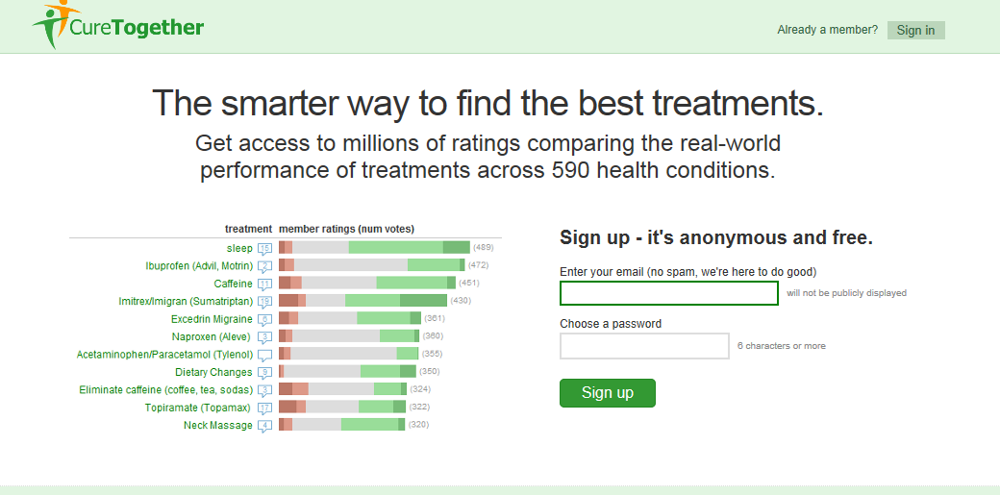 CureTogether
Already a member? Sign in
The smarter way to find the best treatments.
Get access to millions of ratings comparing the real-world
performance of treatments across 590 health conditions.
treatment member ratings (num votes)
sleep 15 (489)
Ibuprofen (Advil, Motrin) 2 (472)
Caffeine 11 (451)
Imitrex/Imigran (Sumatriptan) 19 (430)
Excedrin Migraine 6 (361)
Naproxen (Aleve) 3 (360)
Acetaminophen/Paracetamol (Tylenol) (355)
Dietary Changes 9 (350)
Eliminate caffeine (coffee, tea, sodas) 3 (324)
Topiramate (Topamax) 17 (322)
Neck Massage 4 (320)
Sign up - it's anonymous and free.
Enter your email (no spam, we're here to do good)
will not be publicly displayed
Choose a password
6 characters or more
Sign up